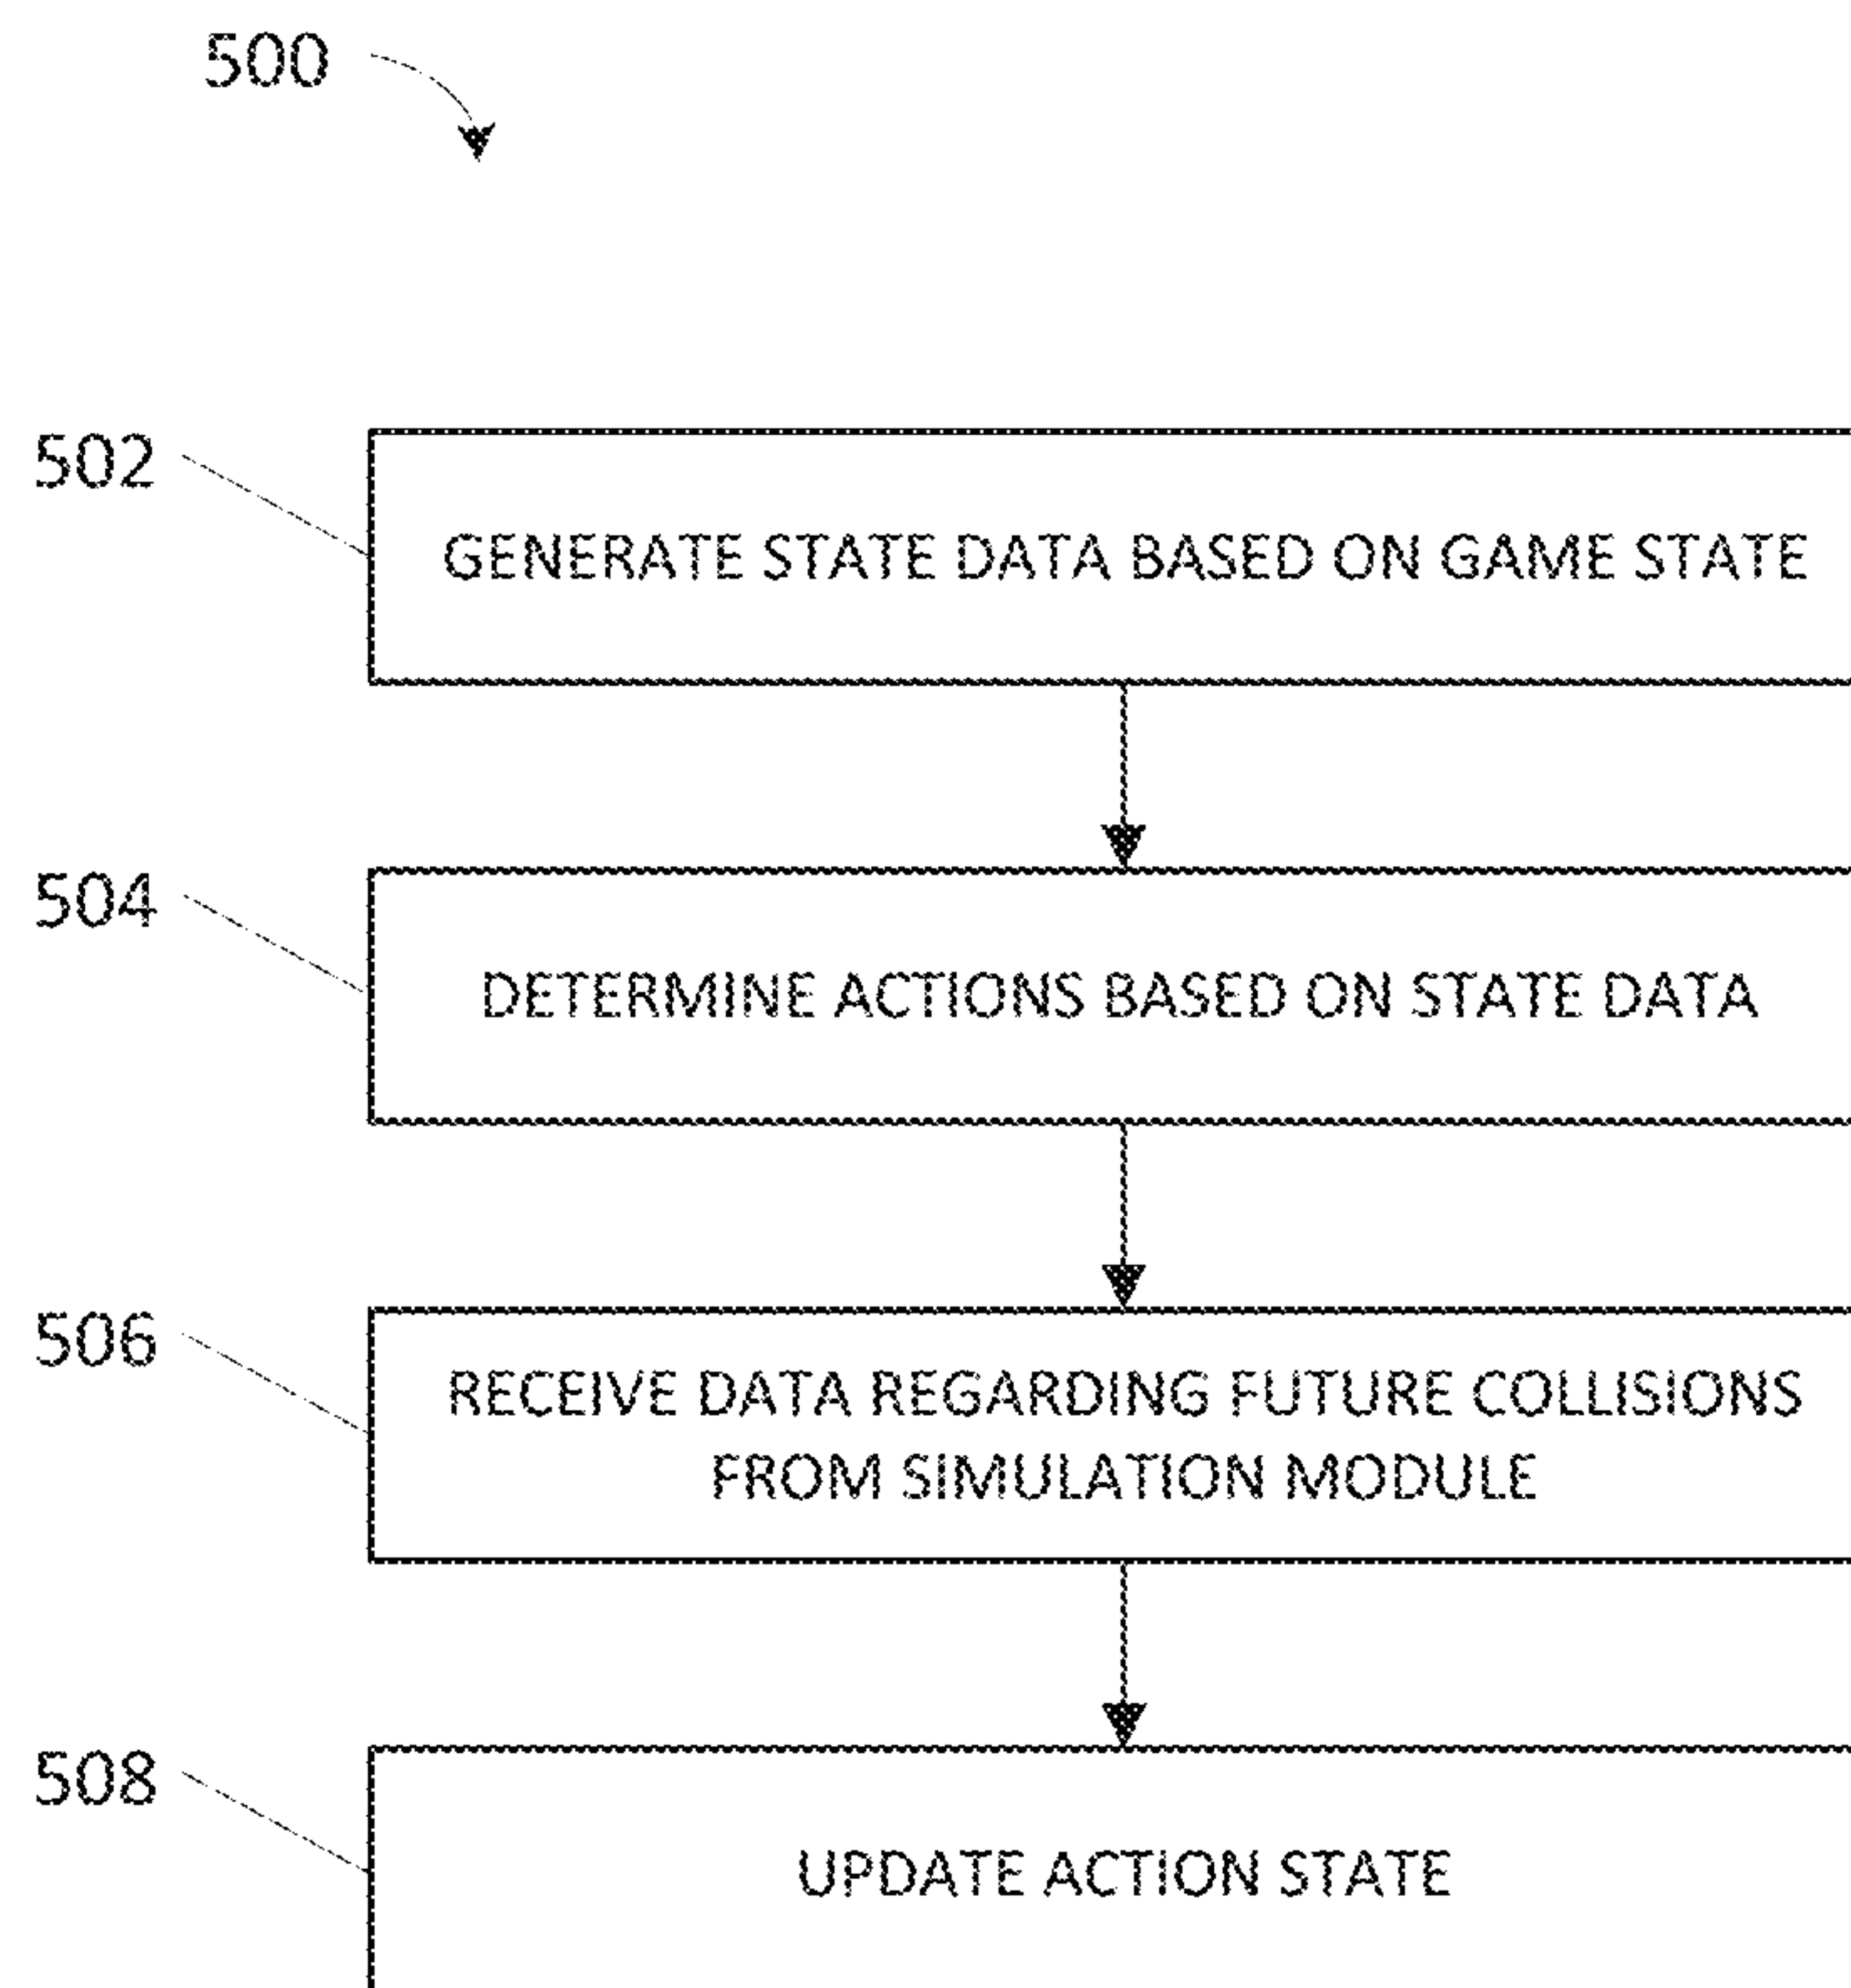 500
502
GENERATE STATE DATA BASED ON GAME STATE
504
DETERMINE ACTIONS BASED ON STATE DATA
506
RECEIVE DATA REGARDING FUTURE COLLISIONS
FROM SIMULATION MODULE
508
UPDATE ACTION STATE